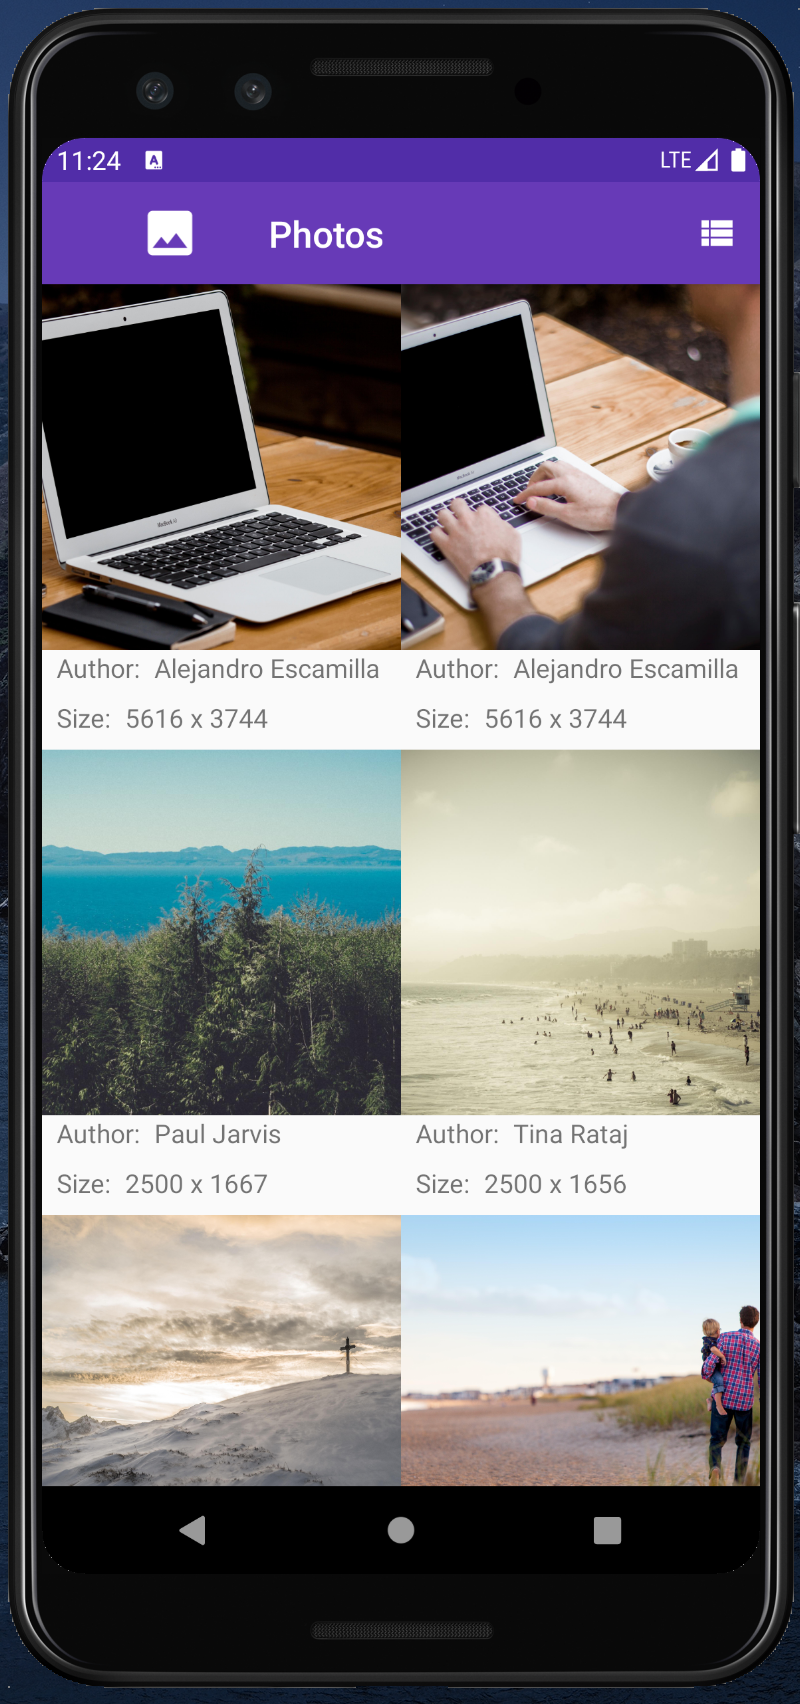 11:24 A LTE
Photos
Author: Alejandro Escamilla
Size: 5616 x 3744
Author: Alejandro Escamilla
Size: 5616 x 3744
Author: Paul Jarvis
Size: 2500 x 1667
Author: Tina Rataj
Size: 2500 x 1656